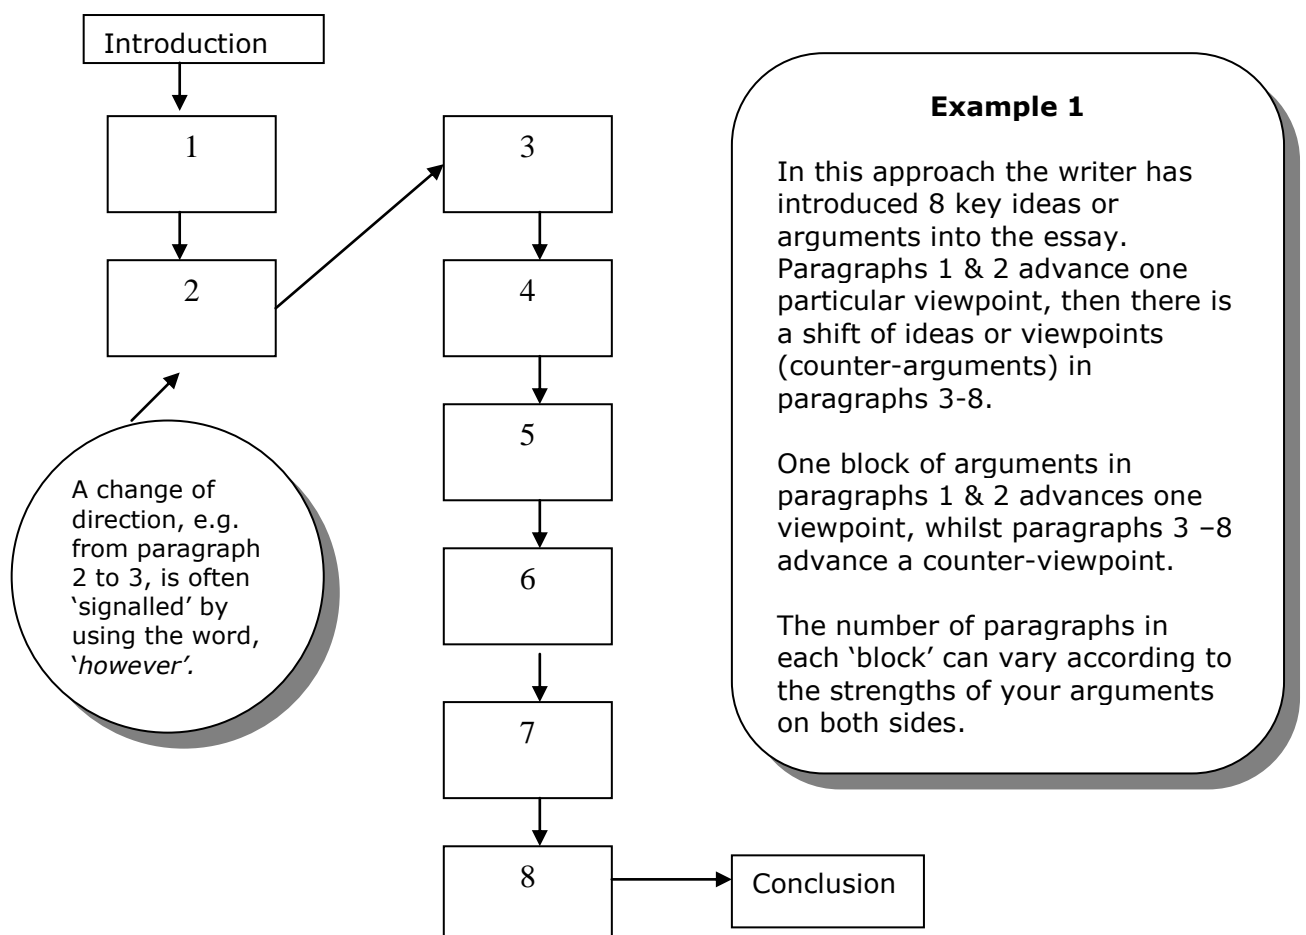 Introduction
1
2
A change of
direction, e.g.
from paragraph
2 to 3, is often
‘signalled’ by
using the word,
‘however’.
3
4
5
6
7
8
Conclusion
Example 1
In this approach the writer has
introduced 8 key ideas or
arguments into the essay.
Paragraphs 1 & 2 advance one
particular viewpoint, then there is
a shift of ideas or viewpoints
(counter-arguments) in
paragraphs 3-8.
One block of arguments in
paragraphs 1 & 2 advances one
viewpoint, whilst paragraphs 3 –8
advance a counter-viewpoint.
The number of paragraphs in
each ‘block’ can vary according to
the strengths of your arguments
on both sides.